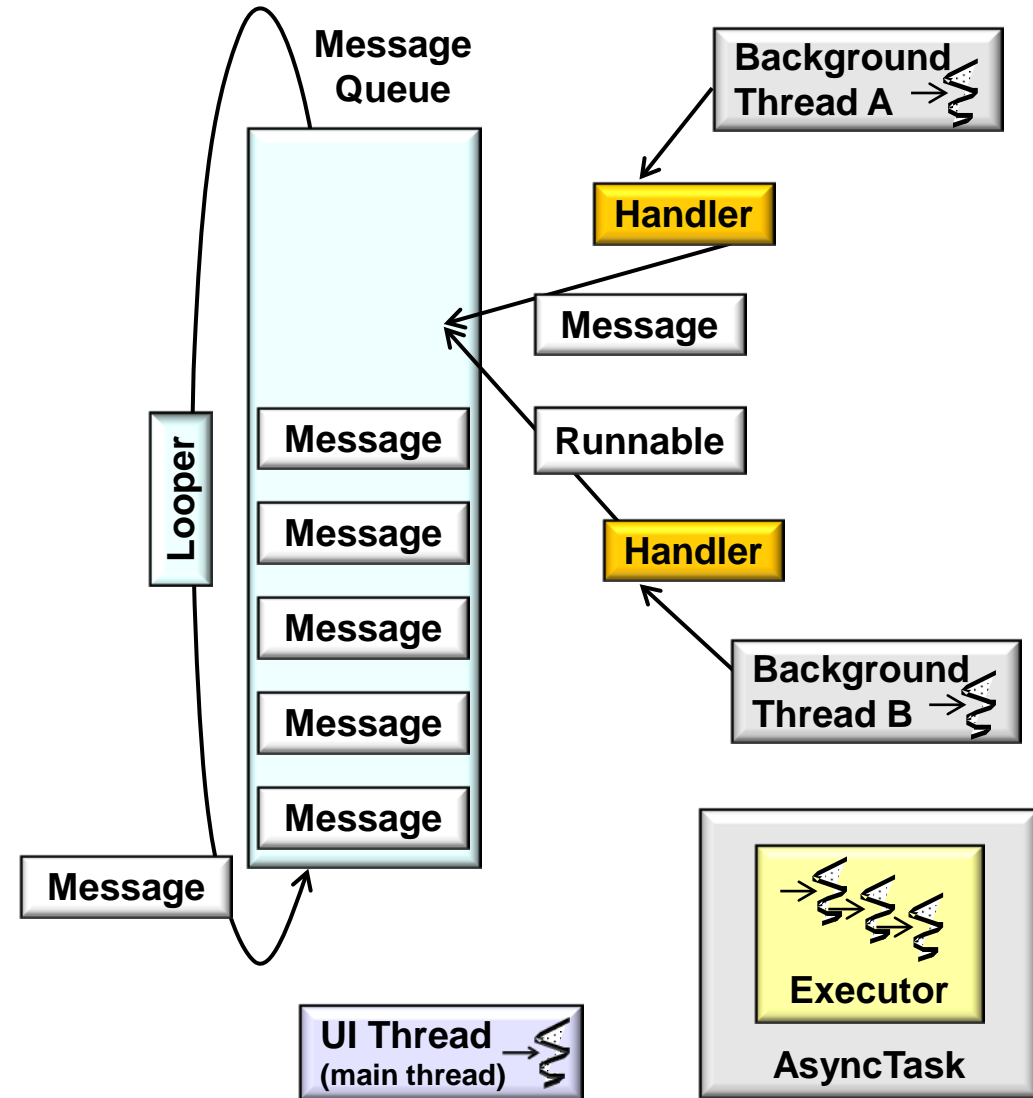 Message
Queue
Background
Thread A
Handler
Message
Runnable
Handler
Background
Thread B
Looper
Message
Message
Message
Message
Message
Message
UI Thread
(main thread)
Executor
AsyncTask